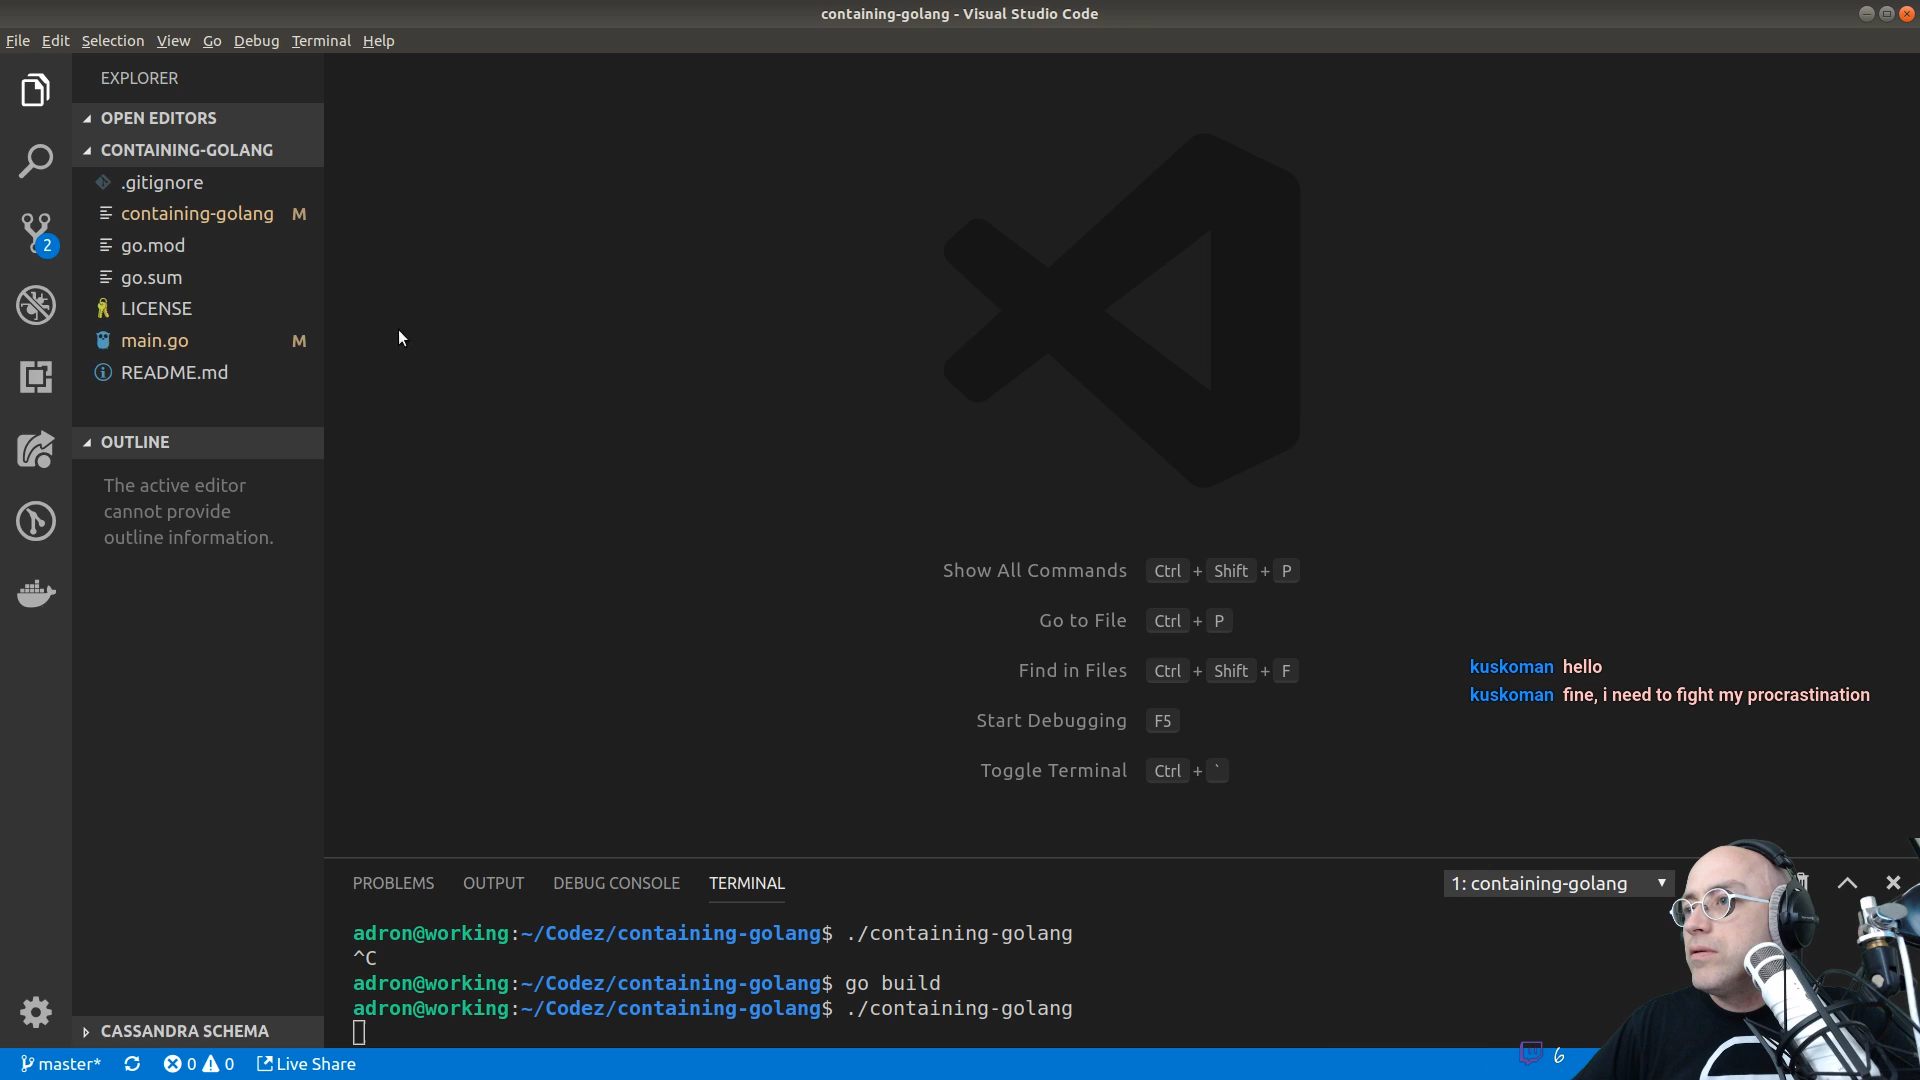 containing-golang - Visual Studio Code
File Edit Selection View Go Debug Terminal Help
EXPLORER
OPEN EDITORS
CONTAINING-GOLANG
.gitignore
containing-golang M
go.mod
go.sum
LICENSE
main.go M
README.md
2
OUTLINE
The active editor
cannot provide
outline information.
CASSANDRA SCHEMA
Show All Commands Ctrl + Shift + P
Go to File Ctrl + P
Find in Files Ctrl + Shift + F
Start Debugging F5
Toggle Terminal Ctrl + `
kuskoman hello
kuskoman fine, i need to fight my procrastination
PROBLEMS OUTPUT DEBUG CONSOLE TERMINAL
1: containing-golang
adron@working:~/Codez/containing-golang$ ./containing-golang
^C
adron@working:~/Codez/containing-golang$ go build
adron@working:~/Codez/containing-golang$ ./containing-golang
master* 0 0 Live Share
6